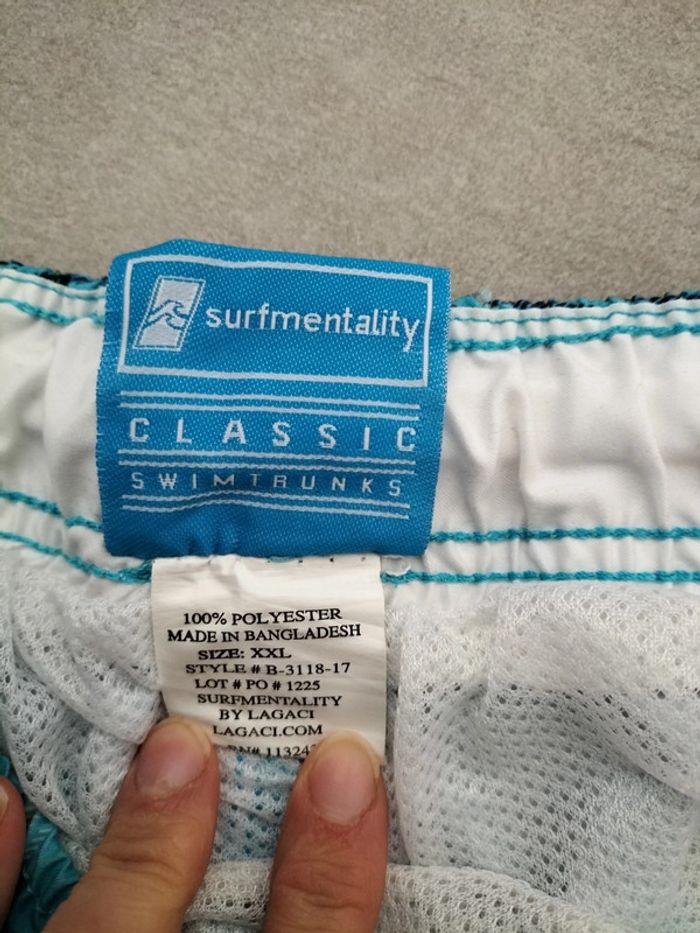 surfmentality
CLASSIC
SWIMTRUNKS
100% POLYESTER
MADE IN BANGLADESH
SIZE: XXL
STYLE # B-3118-17
LOT # PO # 1225
SURFMENTALITY
BY LAGACI
LAGACI.COM